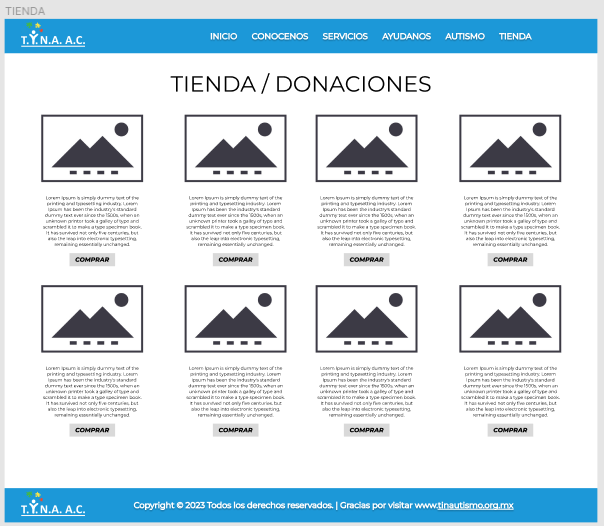 TIENDA
T.Y.N.A. A.C.
INICIO CONOCENOS SERVICIOS AYUDANOS AUTISMO TIENDA
TIENDA / DONACIONES
Lorem Ipsum is simply dummy text of the
printing and typesetting industry. Lorem
Ipsum has been the industry's standard
dummy text ever since the 1500s, when an
unknown printer took a galley of type and
scrambled it to make a type specimen book.
It has survived not only five centuries, but
also the leap into electronic typesetting,
remaining essentially unchanged.
COMPRAR
Lorem Ipsum is simply dummy text of the
printing and typesetting industry. Lorem
Ipsum has been the industry's standard
dummy text ever since the 1500s, when an
unknown printer took a galley of type and
scrambled it to make a type specimen book.
It has survived not only five centuries, but
also the leap into electronic typesetting,
remaining essentially unchanged.
COMPRAR
Lorem Ipsum is simply dummy text of the
printing and typesetting industry. Lorem
Ipsum has been the industry's standard
dummy text ever since the 1500s, when an
unknown printer took a galley of type and
scrambled it to make a type specimen book.
It has survived not only five centuries, but
also the leap into electronic typesetting,
remaining essentially unchanged.
COMPRAR
Lorem Ipsum is simply dummy text of the
printing and typesetting industry. Lorem
Ipsum has been the industry's standard
dummy text ever since the 1500s, when an
unknown printer took a galley of type and
scrambled it to make a type specimen book.
It has survived not only five centuries, but
also the leap into electronic typesetting,
remaining essentially unchanged.
COMPRAR
Lorem Ipsum is simply dummy text of the
printing and typesetting industry. Lorem
Ipsum has been the industry's standard
dummy text ever since the 1500s, when an
unknown printer took a galley of type and
scrambled it to make a type specimen book.
It has survived not only five centuries, but
also the leap into electronic typesetting,
remaining essentially unchanged.
COMPRAR
Lorem Ipsum is simply dummy text of the
printing and typesetting industry. Lorem
Ipsum has been the industry's standard
dummy text ever since the 1500s, when an
unknown printer took a galley of type and
scrambled it to make a type specimen book.
It has survived not only five centuries, but
also the leap into electronic typesetting,
remaining essentially unchanged.
COMPRAR
Lorem Ipsum is simply dummy text of the
printing and typesetting industry. Lorem
Ipsum has been the industry's standard
dummy text ever since the 1500s, when an
unknown printer took a galley of type and
scrambled it to make a type specimen book.
It has survived not only five centuries, but
also the leap into electronic typesetting,
remaining essentially unchanged.
COMPRAR
Lorem Ipsum is simply dummy text of the
printing and typesetting industry. Lorem
Ipsum has been the industry's standard
dummy text ever since the 1500s, when an
unknown printer took a galley of type and
scrambled it to make a type specimen book.
It has survived not only five centuries, but
also the leap into electronic typesetting,
remaining essentially unchanged.
COMPRAR
T.Y.N.A. A.C.
Copyright © 2023 Todos los derechos reservados. | Gracias por visitar www.tinautismo.org.mx